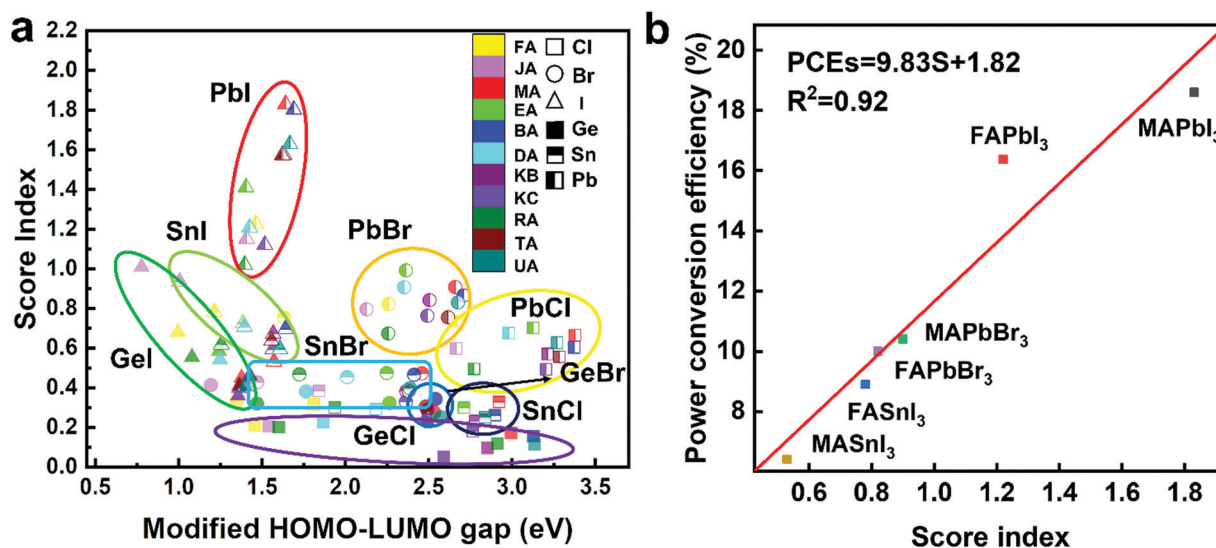 a
Score Index
2.2
2.0
1.8
1.6
1.4
1.2
1.0
0.8
0.6
0.4
0.2
0.0
0.5
1.0
1.5
2.0
2.5
3.0
3.5
Modified HOMO-LUMO gap (eV)
PbI
SnI
GeI
PbBr
SnBr
PbCl
GeBr
SnCl
GeCl
FA
JA
MA
EA
BA
DA
KB
KC
RA
TA
UA
Cl
Br
I
Ge
Sn
Pb
b
Power conversion efficiency (%)
20
18
16
14
12
10
8
6
0.4
0.6
0.8
1.0
1.2
1.4
1.6
1.8
Score index
PCEs=9.83S+1.82
R²=0.92
FAPbI₃
MAPbI₃
MAPbBr₃
FAPbBr₃
FASnI₃
MASnI₃